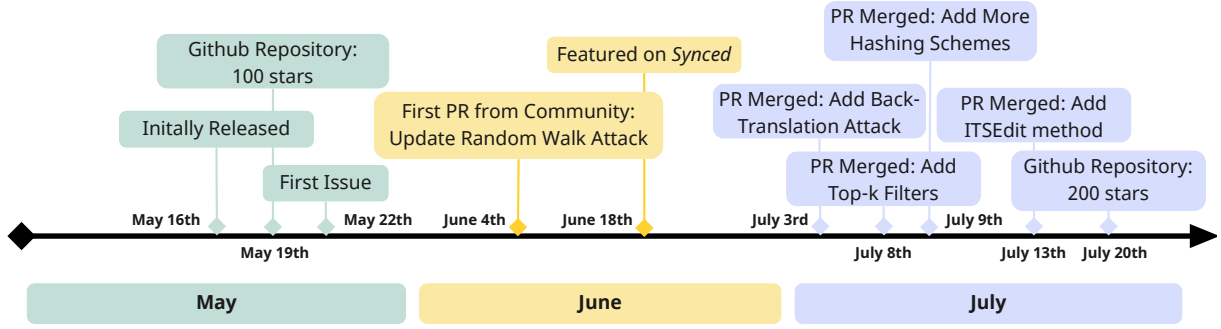 PR Merged: Add More
Hashing Schemes
Github Repository:
100 stars
Featured on Synced
First PR from Community:
Update Random Walk Attack
PR Merged: Add Back-
Translation Attack
PR Merged: Add
ITSEdit method
Initally Released
First Issue
PR Merged: Add
Top-k Filters
Github Repository:
200 stars
May 16th
May 22th
June 4th
June 18th
July 3rd
July 9th
May 19th
July 8th
July 13th
July 20th
May
June
July